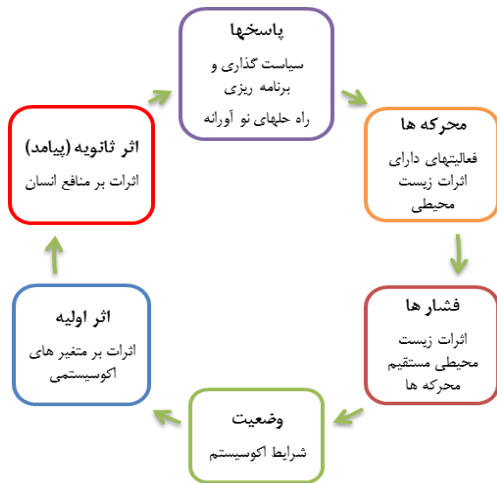 پاسخها
سیاست گذاری و
برنامه ریزی
راه حلهای نو آورانه
محرکه ها
فعالیتهای دارای
اثرات زیست
محیطی
فشار ها
اثرات زیست
محیطی مستقیم
محرکه ها
وضعیت
شرایط اکوسیستم
اثر اولیه
اثرات بر متغیر های
اکوسیستمی
اثر ثانویه (پیامد)
اثرات بر منافع انسان